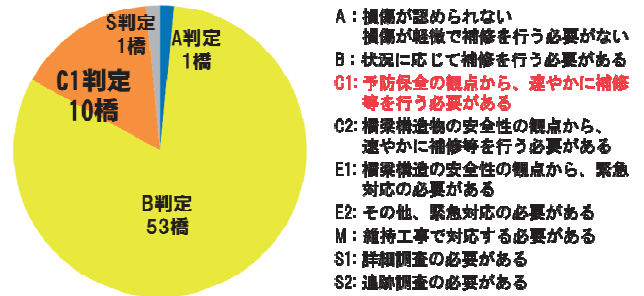 S判定
1橋
A判定
1橋
C1判定
10橋
B判定
53橋
A：損傷が認められない
損傷が軽微で補修を行う必要がない
B：状況に応じて補修を行う必要がある
C1：予防保全の観点から、速やかに補修
等を行う必要がある
C2：橋梁構造物の安全性の観点から、
速やかに補修等を行う必要がある
E1：橋梁構造の安全性の観点から、緊急
対応の必要がある
E2：その他、緊急対応の必要がある
M：維持工事で対応する必要がある
S1：詳細調査の必要がある
S2：追跡調査の必要がある